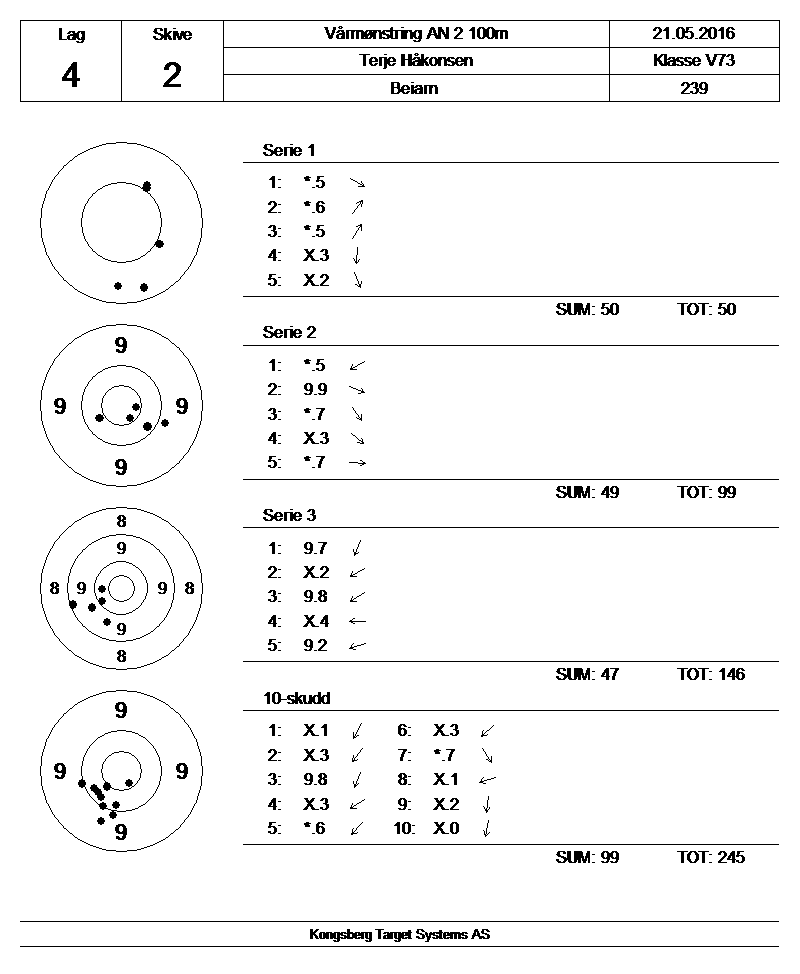 Lag Skive Vårmønstring AN 2 100m 21.05.2016
4 2 Terje Håkonsen Klasse V73
Beiarn 239
Serie 1
1: *.5
2: *.6
3: *.5
4: X.3
5: X.2
SUM: 50 TOT: 50
Serie 2
9
9 9
9
1: *.5
2: 9.9
3: *.7
4: X.3
5: *.7
SUM: 49 TOT: 99
Serie 3
8
9
8 9 9 8
9
8
1: 9.7
2: X.2
3: 9.8
4: X.4
5: 9.2
SUM: 47 TOT: 146
10-skudd
9
9 9
9
1: X.1 6: X.3
2: X.3 7: *.7
3: 9.8 8: X.1
4: X.3 9: X.2
5: *.6 10: X.0
SUM: 99 TOT: 245
Kongsberg Target Systems AS